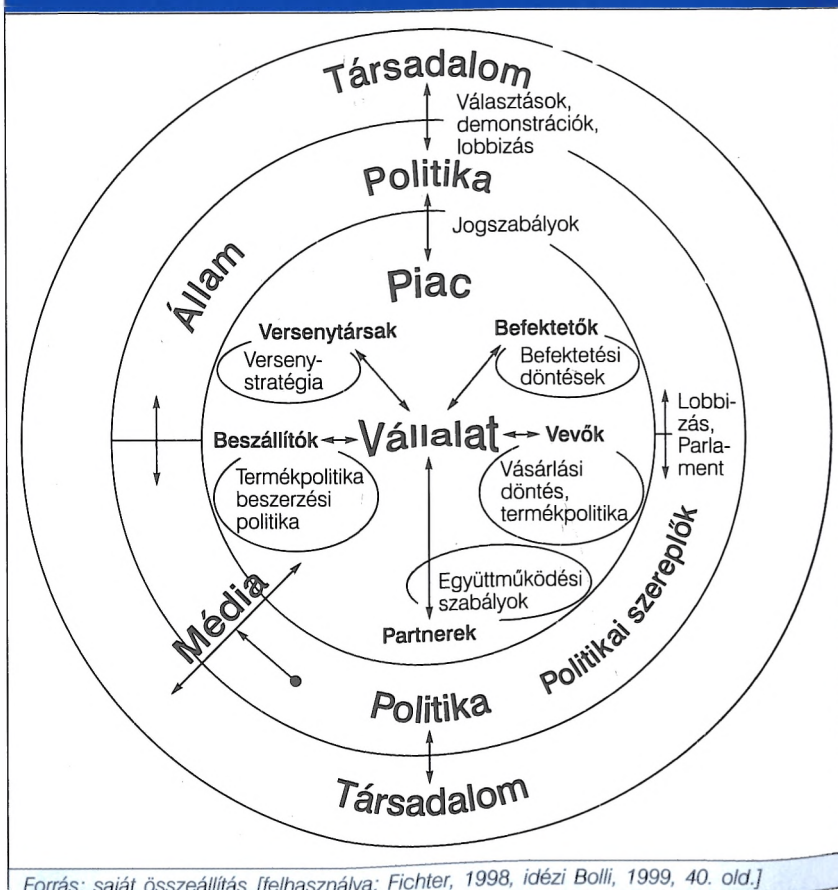 Társadalom
Választások,
demonstrációk,
lobbizás
Politika
Jogszabályok
Állam
Piac
Versenytársak
Verseny-
stratégia
Befektetők
Befektetési
döntések
Beszállítók
Vállalat
Vevők
Lobbi-
zás,
Parla-
ment
Termékpolitika
beszerzési
politika
Vásárlási
döntés,
termékpolitika
Együttműködési
szabályok
Partnerek
Média
Politikai szereplők
Politika
Társadalom
Forrás: saját összeállítás [felhasználva: Fichter, 1998, idézi Bolli, 1999, 40. old.]